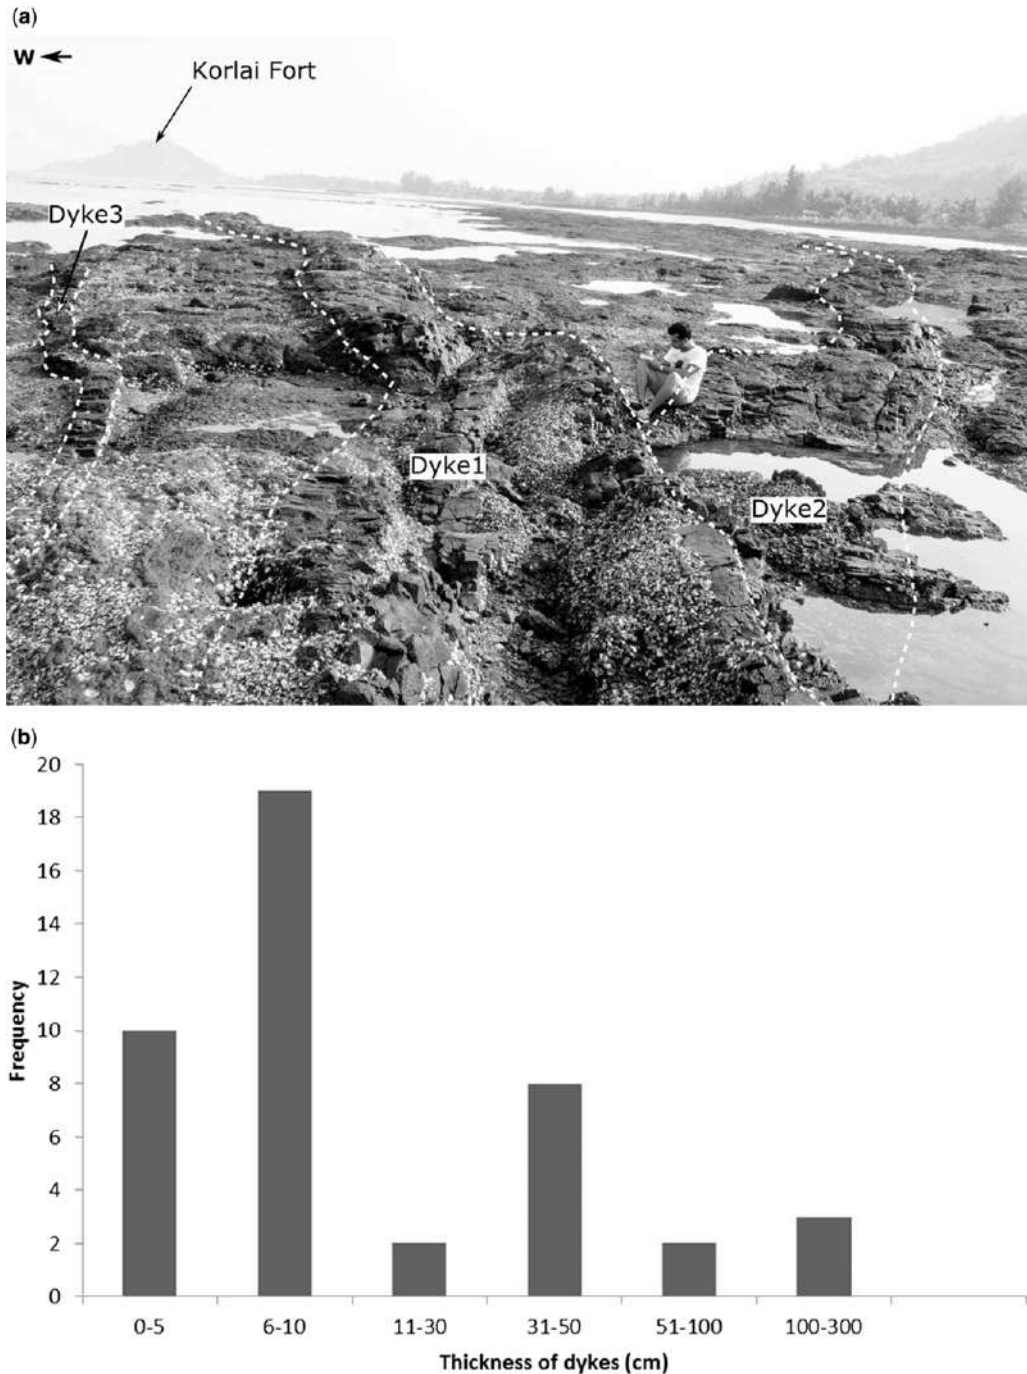 (a)
W
Korlai Fort
Dyke3
Dyke1
Dyke2
(b)
20
18
16
14
12
10
8
6
4
2
0
Frequency
0-5 6-10 11-30 31-50 51-100 100-300
Thickness of dykes (cm)